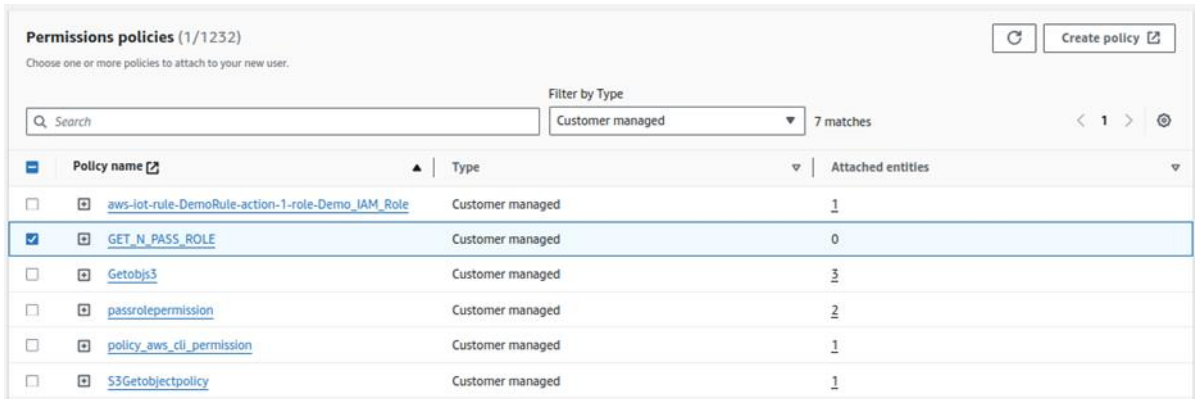 Permissions policies (1/1232)
Create policy
Choose one or more policies to attach to your new user.
Filter by Type
Search
Customer managed
7 matches
1
Policy name
Type
Attached entities
aws-iot-rule-DemoRule-action-1-role-Demo_IAM_Role Customer managed 1
GET_N_PASS_ROLE Customer managed 0
Getobjs3 Customer managed 3
passrolepermission Customer managed 2
policy_aws_cli_permission Customer managed 1
S3Getobjectpolicy Customer managed 1